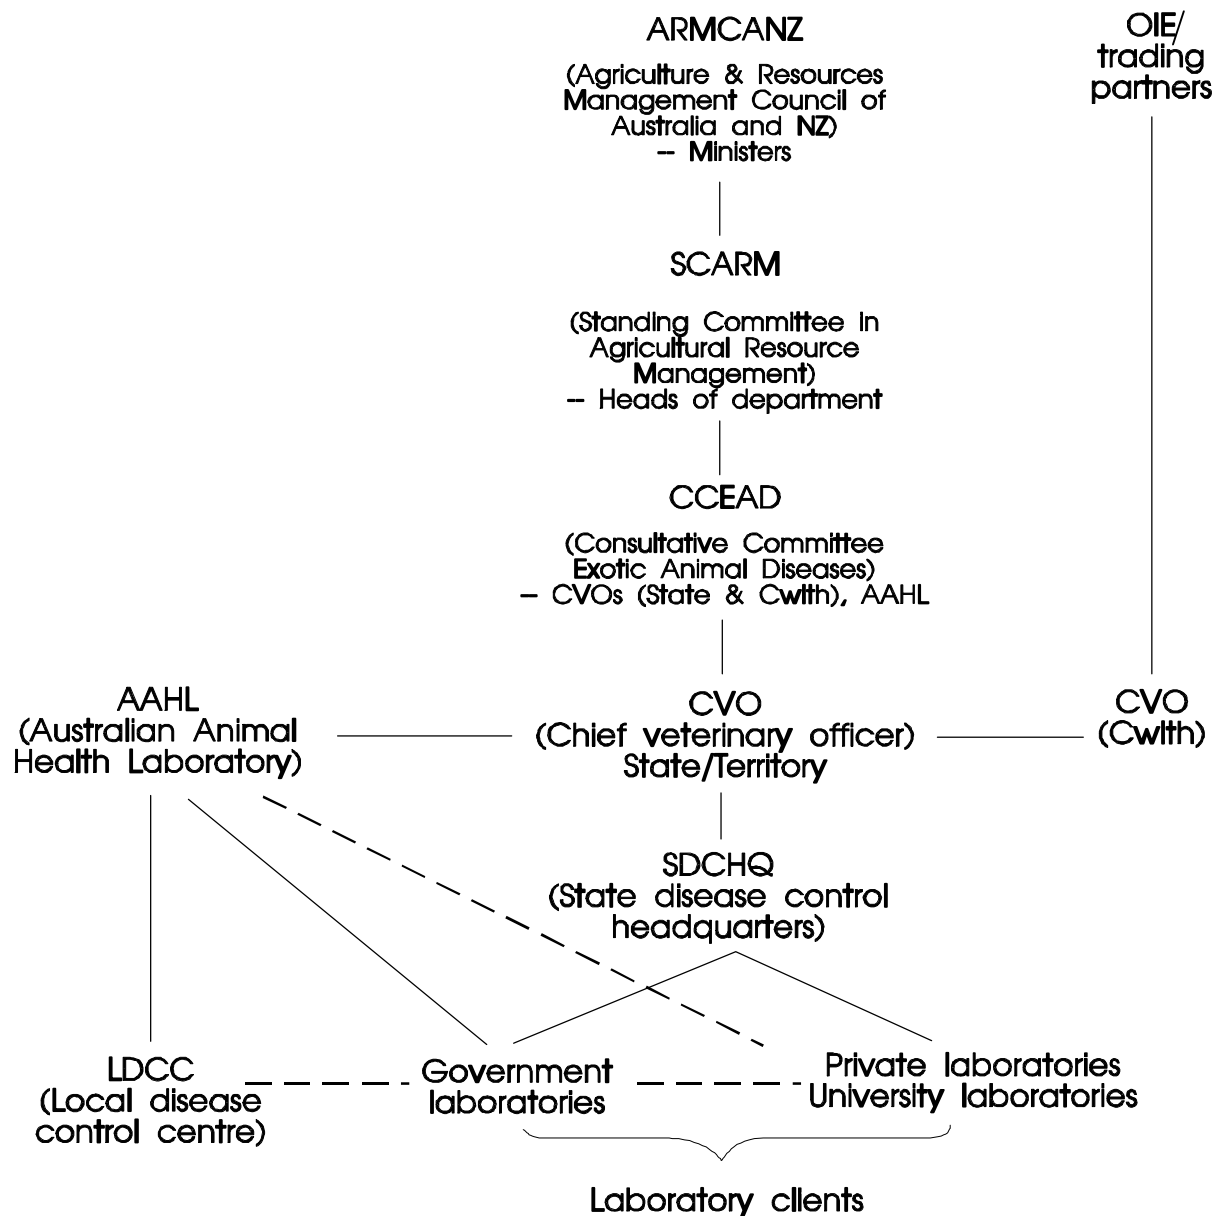 ARMCANZ
(Agriculture & Resources
Management Council of
Australia and NZ)
-- Ministers
OIE/
trading
partners
SCARM
(Standing Committee in
Agricultural Resource
Management)
-- Heads of department
CCEAD
(Consultative Committee
Exotic Animal Diseases)
– CVOs (State & Cwlth), AAHL
AAHL
(Australian Animal
Health Laboratory)
CVO
(Chief veterinary officer)
State/Territory
CVO
(Cwlth)
SDCHQ
(State disease control
headquarters)
LDCC
(Local disease
control centre)
Government
laboratories
Private laboratories
University laboratories
Laboratory clients